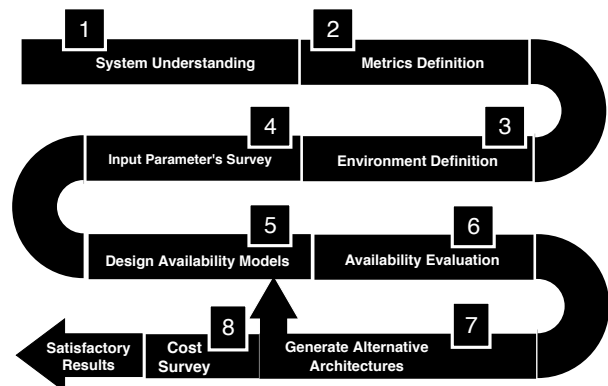 1
System Understanding
2
Metrics Definition
3
Environment Definition
4
Input Parameter's Survey
5
Design Availability Models
6
Availability Evaluation
7
Generate Alternative
Architectures
8
Cost
Survey
Satisfactory
Results